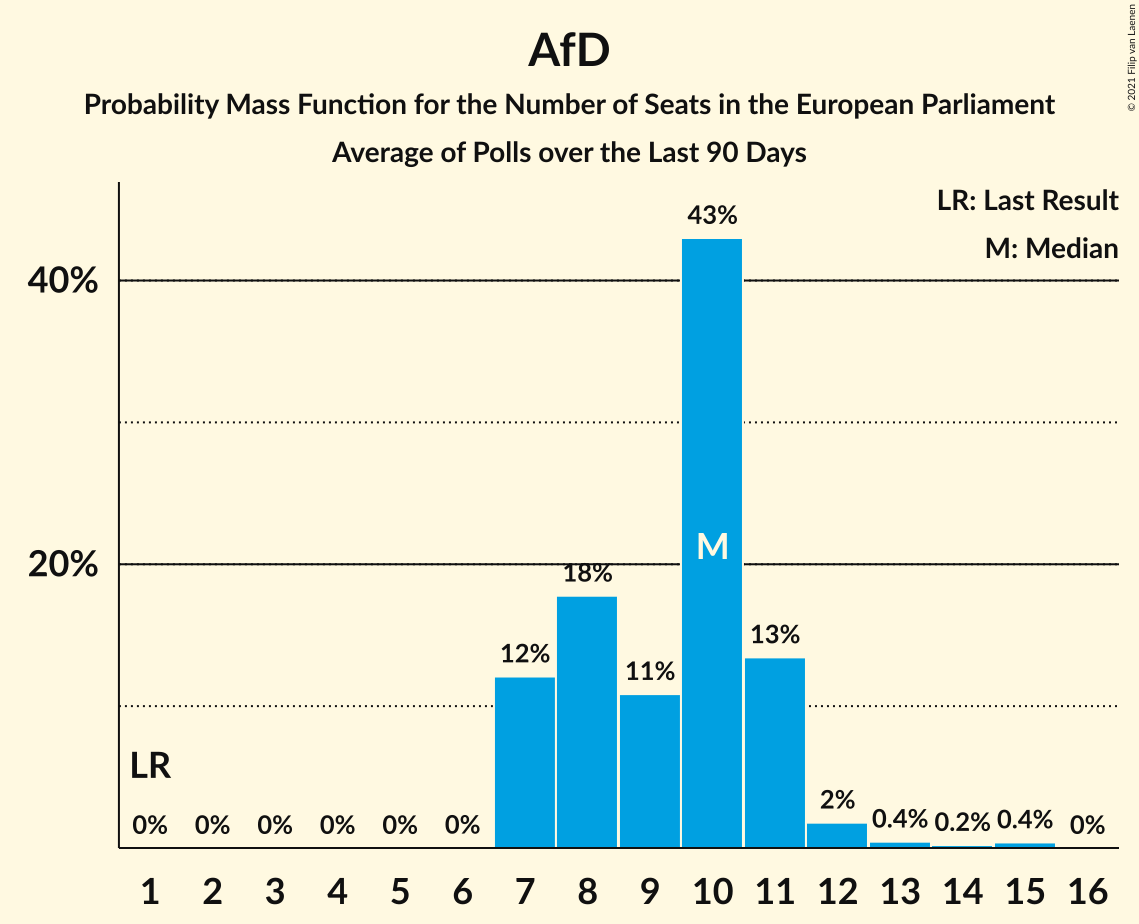 AfD
Probability Mass Function for the Number of Seats in the European Parliament
Average of Polls over the Last 90 Days
© 2021 Filip van Laenen
LR: Last Result
M: Median
40%
20%
43%
M
18%
12%
11%
13%
LR
0% 0% 0% 0% 0% 0% 2% 0.4% 0.2% 0.4% 0%
1 2 3 4 5 6 7 8 9 10 11 12 13 14 15 16